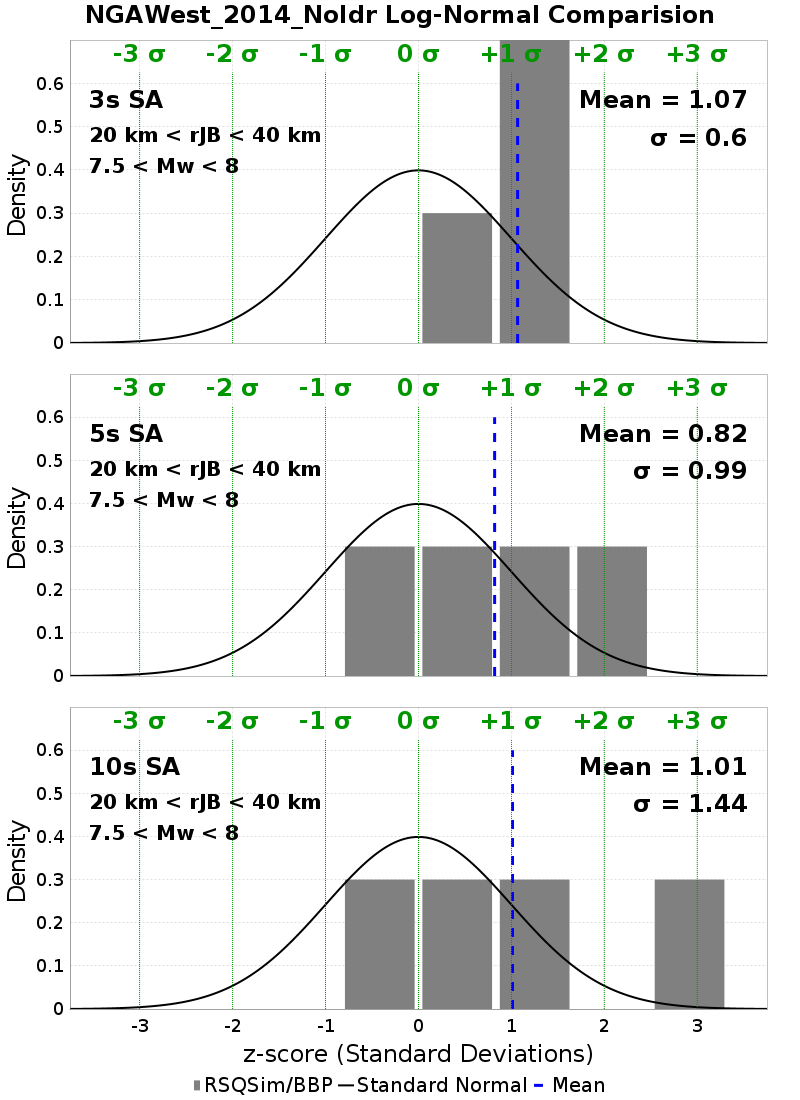 NGAWest_2014_NoIdr Log-Normal Comparision
-3 σ -2 σ -1 σ 0 σ +1 σ +2 σ +3 σ
3s SA
Mean = 1.07
20 km < rJB < 40 km
σ = 0.6
7.5 < Mw < 8
Density
0.6
0.5
0.4
0.3
0.2
0.1
0
-3 σ -2 σ -1 σ 0 σ +1 σ +2 σ +3 σ
5s SA
Mean = 0.82
20 km < rJB < 40 km
σ = 0.99
7.5 < Mw < 8
Density
0.6
0.5
0.4
0.3
0.2
0.1
0
-3 σ -2 σ -1 σ 0 σ +1 σ +2 σ +3 σ
10s SA
Mean = 1.01
20 km < rJB < 40 km
σ = 1.44
7.5 < Mw < 8
Density
0.6
0.5
0.4
0.3
0.2
0.1
0
-3 -2 -1 0 1 2 3
z-score (Standard Deviations)
RSQSim/BBP Standard Normal Mean